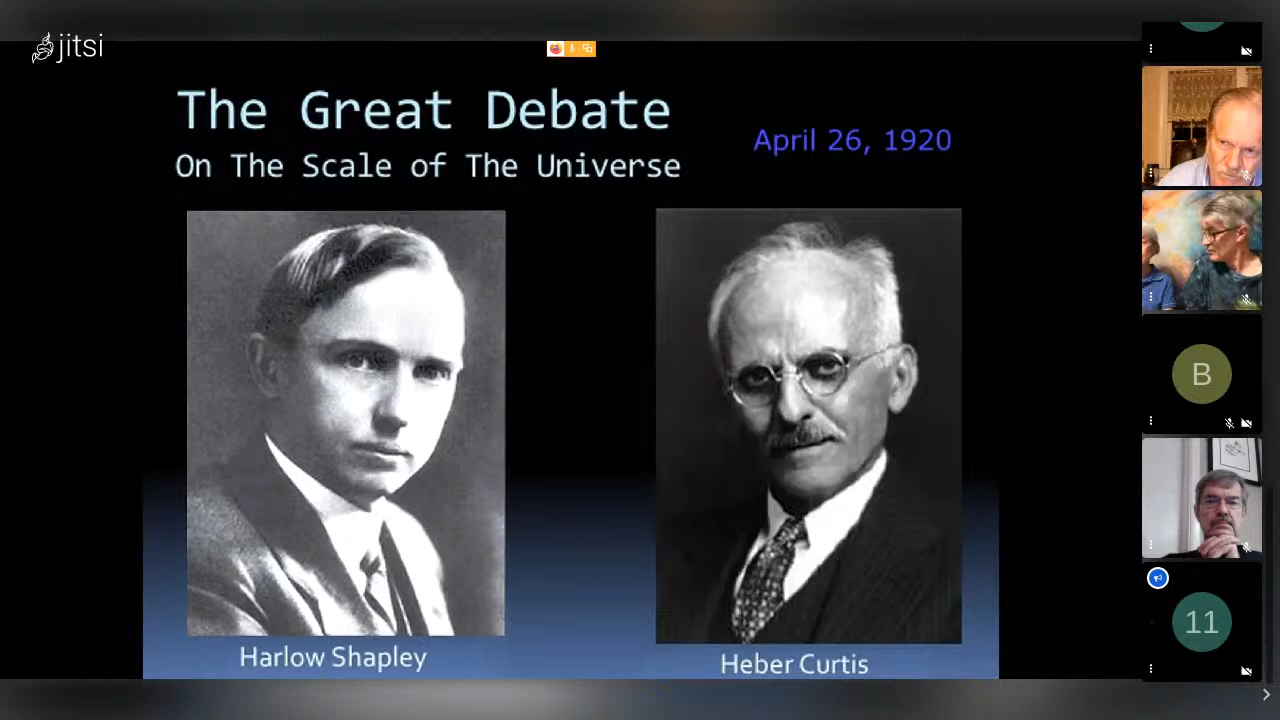 jitsi
The Great Debate
On The Scale of The Universe
April 26, 1920
Harlow Shapley
Heber Curtis
B
11